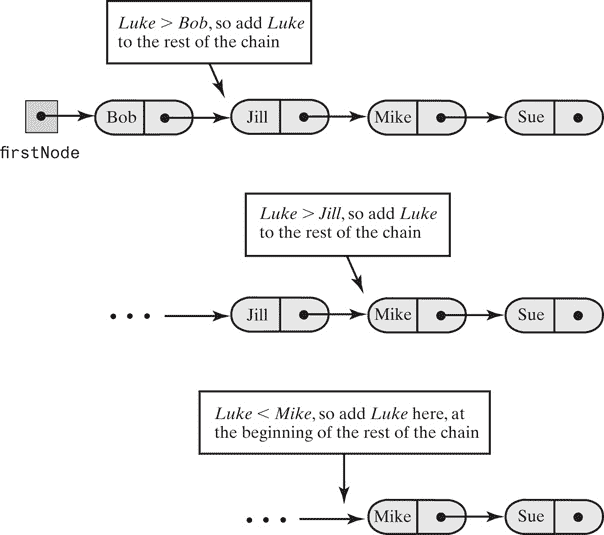 Luke > Bob, so add Luke
to the rest of the chain
Bob
Jill
Mike
Sue
firstNode
Luke > Jill, so add Luke
to the rest of the chain
Jill
Mike
Sue
Luke < Mike, so add Luke here, at
the beginning of the rest of the chain
Mike
Sue